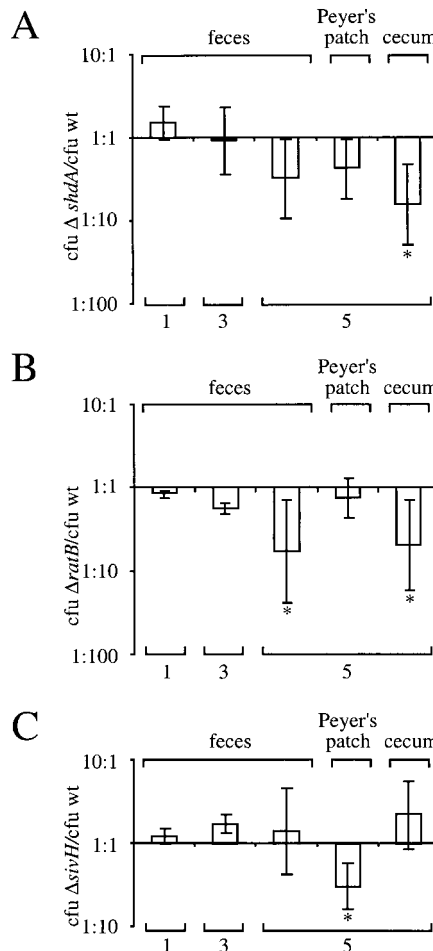 A
feces
Peyer's patch
cecum
10:1
1:1
1:10
1:100
cfu Δ shdA/cfu wt
*
1 3 5
B
feces
Peyer's patch
cecum
10:1
1:1
1:10
1:100
cfu ΔratB/cfu wt
* *
1 3 5
C
feces
Peyer's patch
cecum
10:1
1:1
1:10
cfu ΔsivH/cfu wt
*
1 3 5